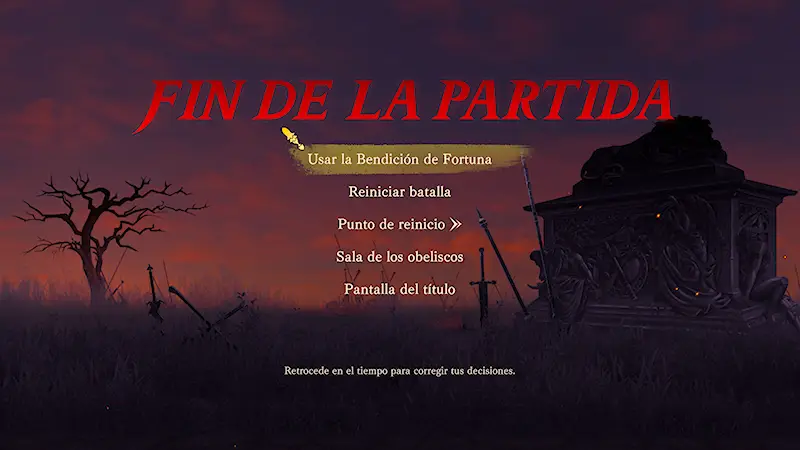 FIN DE LA PARTIDA
Usar la Bendición de Fortuna
Reiniciar batalla
Punto de reinicio »
Sala de los obeliscos
Pantalla del título
Retrocede en el tiempo para corregir tus decisiones.